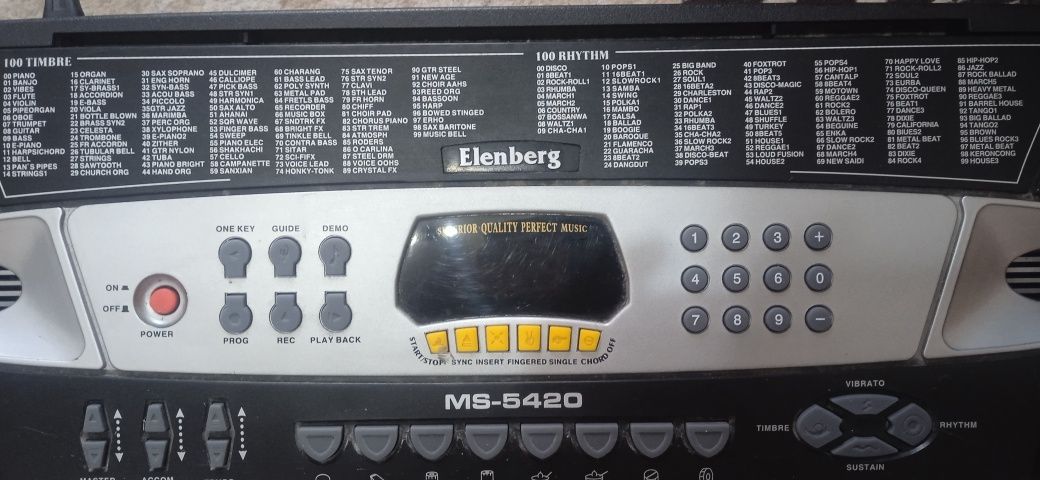 100 TIMBRE
00 PIANO
01 BANJO
02 VIBES
03 FLUTE
04 VIOLIN
05 PIPEORGAN
06 OBOE
07 TRUMPET
08 GUITAR
09 BASS
10 E-PIANO
11 HARPSICORD
12 BELL
13 PAN'S PIPES
14 STRINGS1
15 ORGAN
16 CLARINET
17 SY-BRASS1
18 ACCORDION
19 E-BASS
20 VIOLA
21 BOTTLE BLOWN
22 BRASS SYN2
23 CELESTA
24 TROMBONE
25 FR ACCORDO
26 TUBULAR BELL
27 STRINGS
28 SAWTOOTH
29 CHURCH ORG
30 SAX SOPRANO
31 ENG HORN
32 SYN-BASS
33 ACOU BASS
34 PICCOLO
35 GTR JAZZ
36 MARIMBA
37 PERC ORG
38 XYLOPHONE
39 E-PIANO2
40 ZITHER
41 GTR NYLON
42 TUBA
43 PIANO BRIGHT
44 HAND ORG
45 DULCIMER
46 CALLIOPE
47 PICK BASS
48 STR SYN1
49 HARMONICA
50 SAX ALTO
51 AHANAI
52 SQR WAVE
53 FINGER BASS
54 SWEEP
55 PIANO ELEC
56 SHAKHACHI
57 CELLO
58 CAMPANETTE
59 SANXIAN
60 CHARANG
61 BASS LEAD
62 POLY SYNTH
63 METAL PAD
64 FRETLS BASS
65 RECORDER
66 MUSIC BOX
67 SNDTRK FX
68 BRIGHT FX
69 TINKLE BELL
70 CONTRA BASS
71 SITAR
72 SCI-FIFX
73 VOICE LEAD
74 HONKY-TONK
75 SAX TENOR
76 STR SYN2
77 CLAVI
78 5TH LEAD
79 FR HORN
80 CHIFF
81 CHOIR PAD
82 CHORUS PIANO
83 STR TREM
84 ATMOSPH
85 RODERS
86 O CARLINA
87 STEEL DRM
88 VOICE OOHS
89 CRYSTAL FX
90 GTR STEEL
91 NEW AGE
92 CHOIR AAHS
93 REED ORG
94 BASSOON
95 HARP
96 BOWED STINGED
97 ERHO
98 SAX BARITONE
99 MUSIC BELL
100 RHYTHM
00 DISCO
01 8BEAT1
02 ROCK-ROLL1
03 RHUMBA
04 MARCH1
05 MARCH2
06 COUNTRY
07 BOSSANWA
08 WALTZ1
09 CHA-CHA1
10 POPS1
11 16BEAT1
12 SLOWROCK1
13 SAMBA
14 SWING
15 POLKA1
16 MAMBO
17 SALSA
18 BALLAD
19 BOOGIE
20 BAROQUE
21 FLAMENCO
22 GUARACHA
23 8BEAT2
24 DANGDUT
25 BIG BAND
26 ROCK
27 SOUL1
28 16BETA2
29 CHARLESTON
30 DANCE1
31 RAP1
32 POLKA2
33 RHUMBA
34 16BEAT3
35 CHA-CHA2
36 SLOW ROCK2
37 MARCH3
38 DISCO-BEAT
39 POPS3
40 FOXTROT
41 POP3
42 8BEAT3
43 DISCO-MAGIC
44 RAP2
45 WALTZ2
46 DANCE2
47 BLUES1
48 SHUFFLE
49 TURKEY
50 8BEAT5
51 HOUSE1
52 REGGAE1
53 LOUD FUSION
54 HOUSE2
55 POPS4
56 HIP-HOP1
57 CANTALP
58 8BEAT4
59 MODERN
60 REGGAE2
61 ROCK2
62 BOLERO
63 WALTZ3
64 BEGUINE
65 ENKA
66 SLOW ROCK2
67 DANCE2
68 MARCH4
69 NEW SAIDI
70 HAPPY LOVE
71 ROCK-ROLL2
72 SOUL2
73 EURBA
74 DISCO-QUEEN
75 FOXTROT
76 BEAT1
77 DANCE3
78 DIXIE
79 CALIFORNIA
80 BIUES2
81 METAL BEAT
82 BEAT
83 DIXIE
84 ROCK4
85 HIP-HOP2
86 JAZZ
87 ROCK BALLAD
88 MARCH5
89 HEAVY METAL
90 REGGAE3
91 BARREL HOUSE
92 TANGO1
93 BIG BALLAD
94 TANGO2
95 BROWN
96 BLUES ROCK3
97 METAL BEAT
98 KERONCONG
99 HOUSE3
Elenberg
SUPERIOR QUALITY PERFECT MUSIC
ONE KEY GUIDE DEMO
1 2 3 +
4 5 6 0
7 8 9 −
ON
OFF
POWER
PROG REC PLAY BACK
START/STOP SYNC INSERT FINGERED SINGLE CHORD OFF
MS-5420
VIBRATO
TIMBRE RHYTHM
SUSTAIN